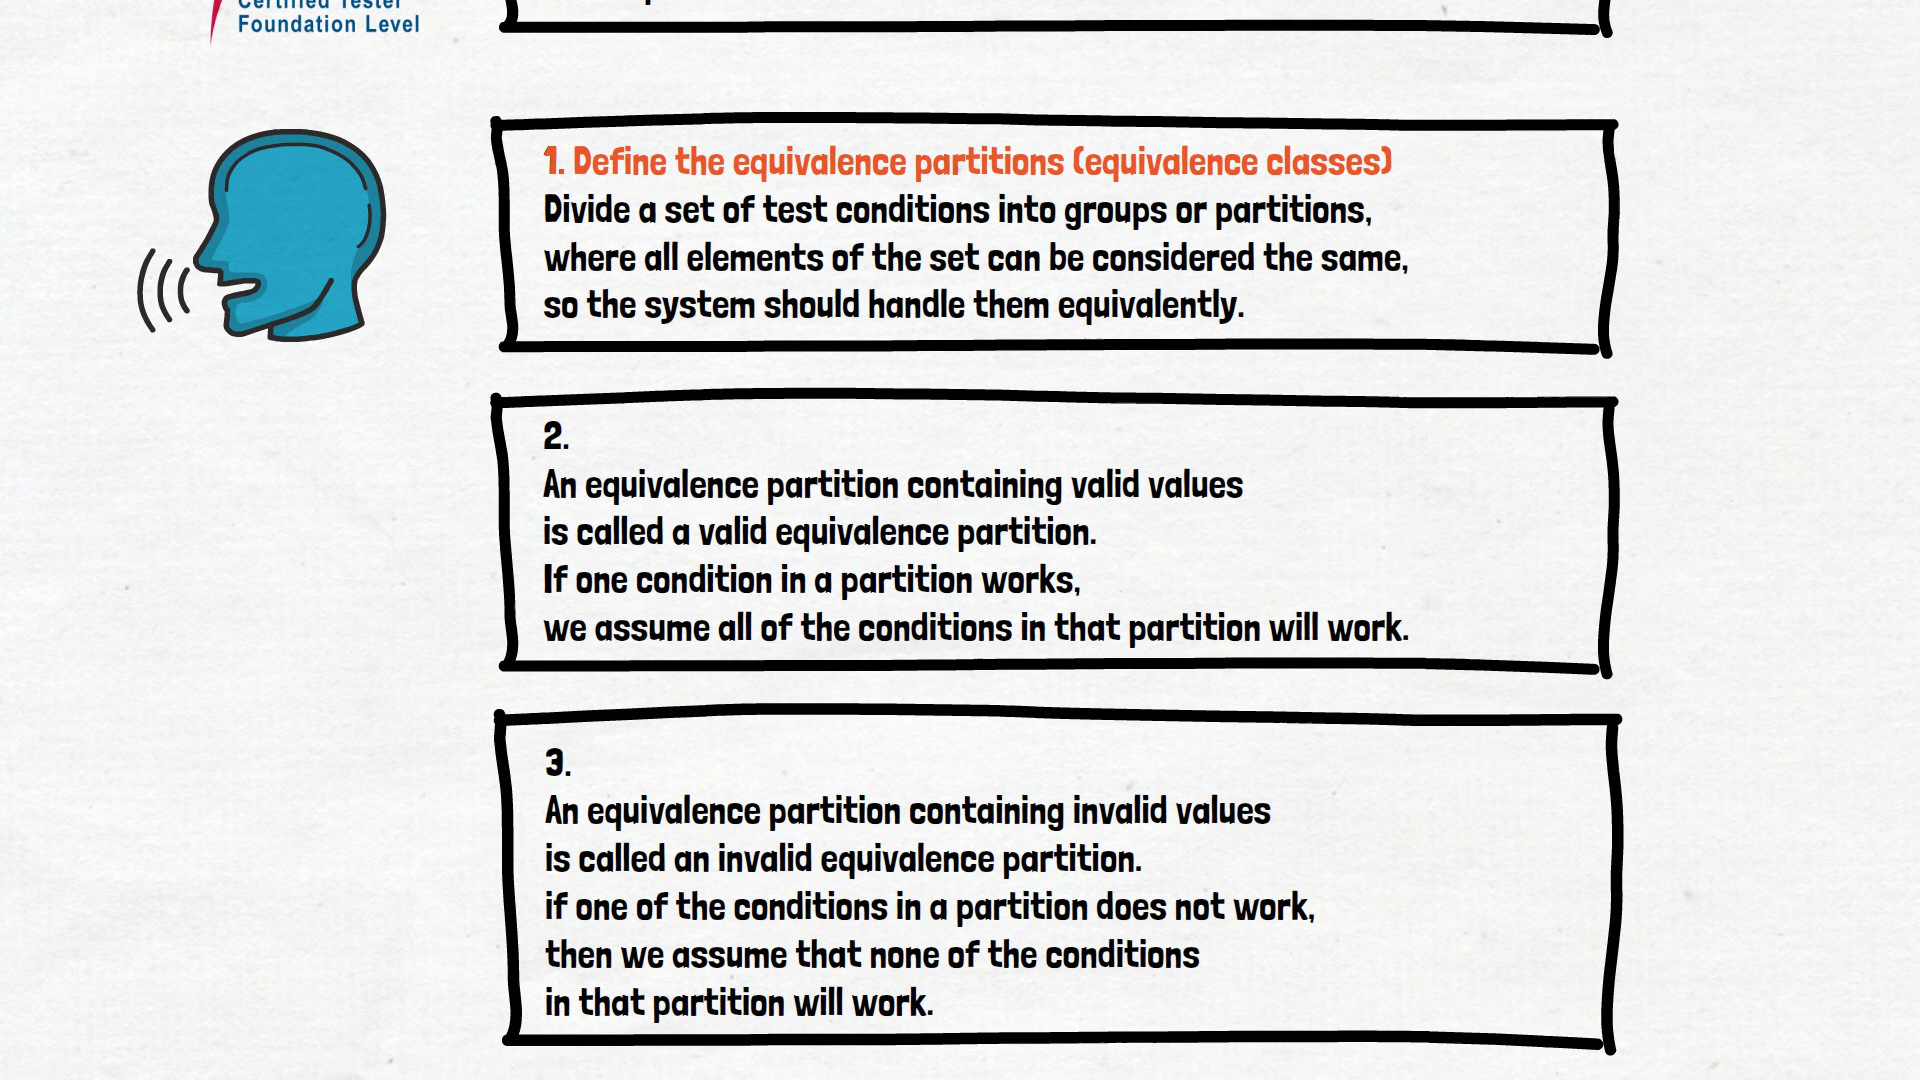 Certified Tester
Foundation Level
1. Define the equivalence partitions (equivalence classes)
Divide a set of test conditions into groups or partitions,
where all elements of the set can be considered the same,
so the system should handle them equivalently.
2.
An equivalence partition containing valid values
is called a valid equivalence partition.
If one condition in a partition works,
we assume all of the conditions in that partition will work.
3.
An equivalence partition containing invalid values
is called an invalid equivalence partition.
if one of the conditions in a partition does not work,
then we assume that none of the conditions
in that partition will work.